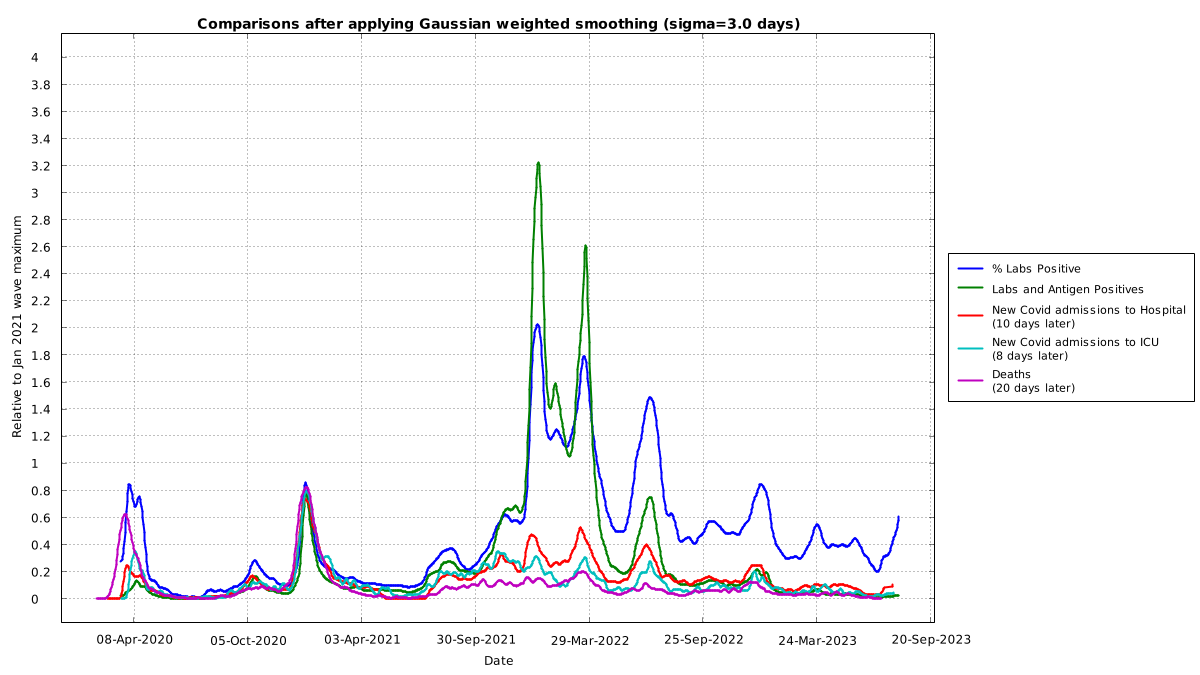 Comparisons after applying Gaussian weighted smoothing (sigma=3.0 days)
Relative to Jan 2021 wave maximum
4
3.8
3.6
3.4
3.2
3
2.8
2.6
2.4
2.2
2
1.8
1.6
1.4
1.2
1
0.8
0.6
0.4
0.2
0
08-Apr-2020
05-Oct-2020
03-Apr-2021
30-Sep-2021
29-Mar-2022
25-Sep-2022
24-Mar-2023
20-Sep-2023
Date
% Labs Positive
Labs and Antigen Positives
New Covid admissions to Hospital
(10 days later)
New Covid admissions to ICU
(8 days later)
Deaths
(20 days later)